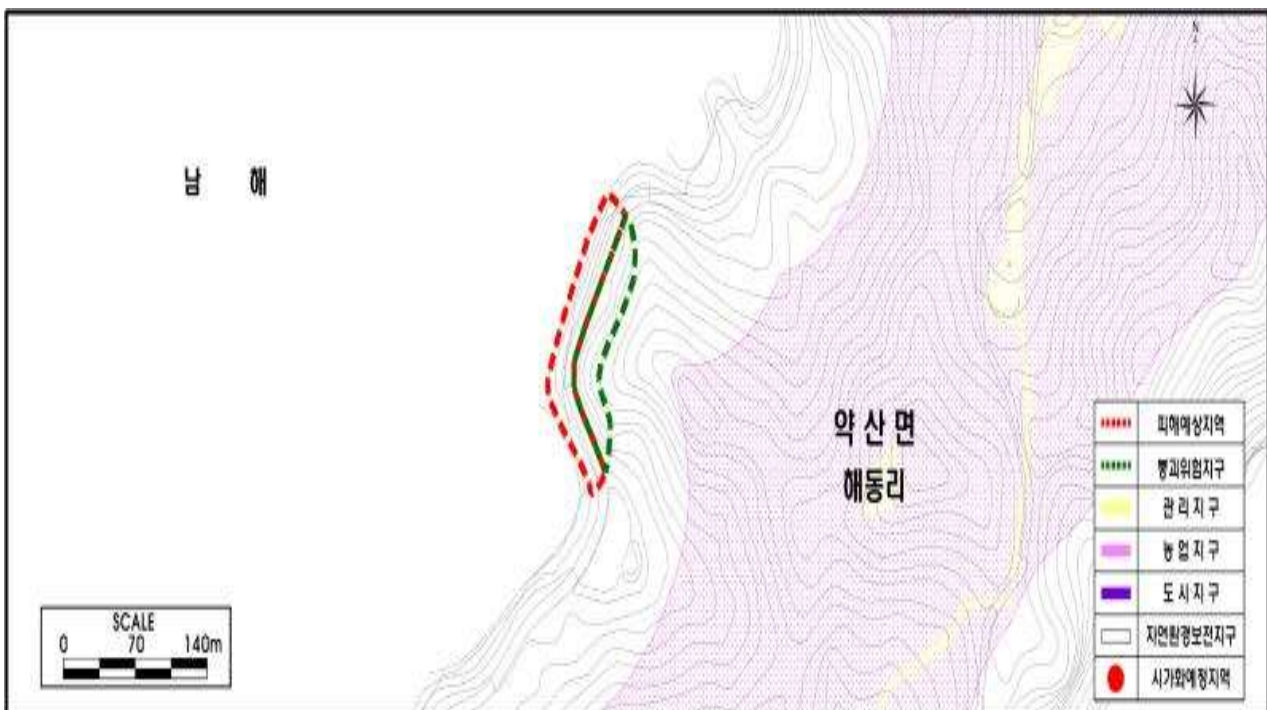 N
남 해
약 산 면
해동리
SCALE
0 70 140m
피해예상지역
붕괴위험지구
관 리 지 구
농 업 지 구
도 시 지 구
자연환경보전지구
시가화예정지역